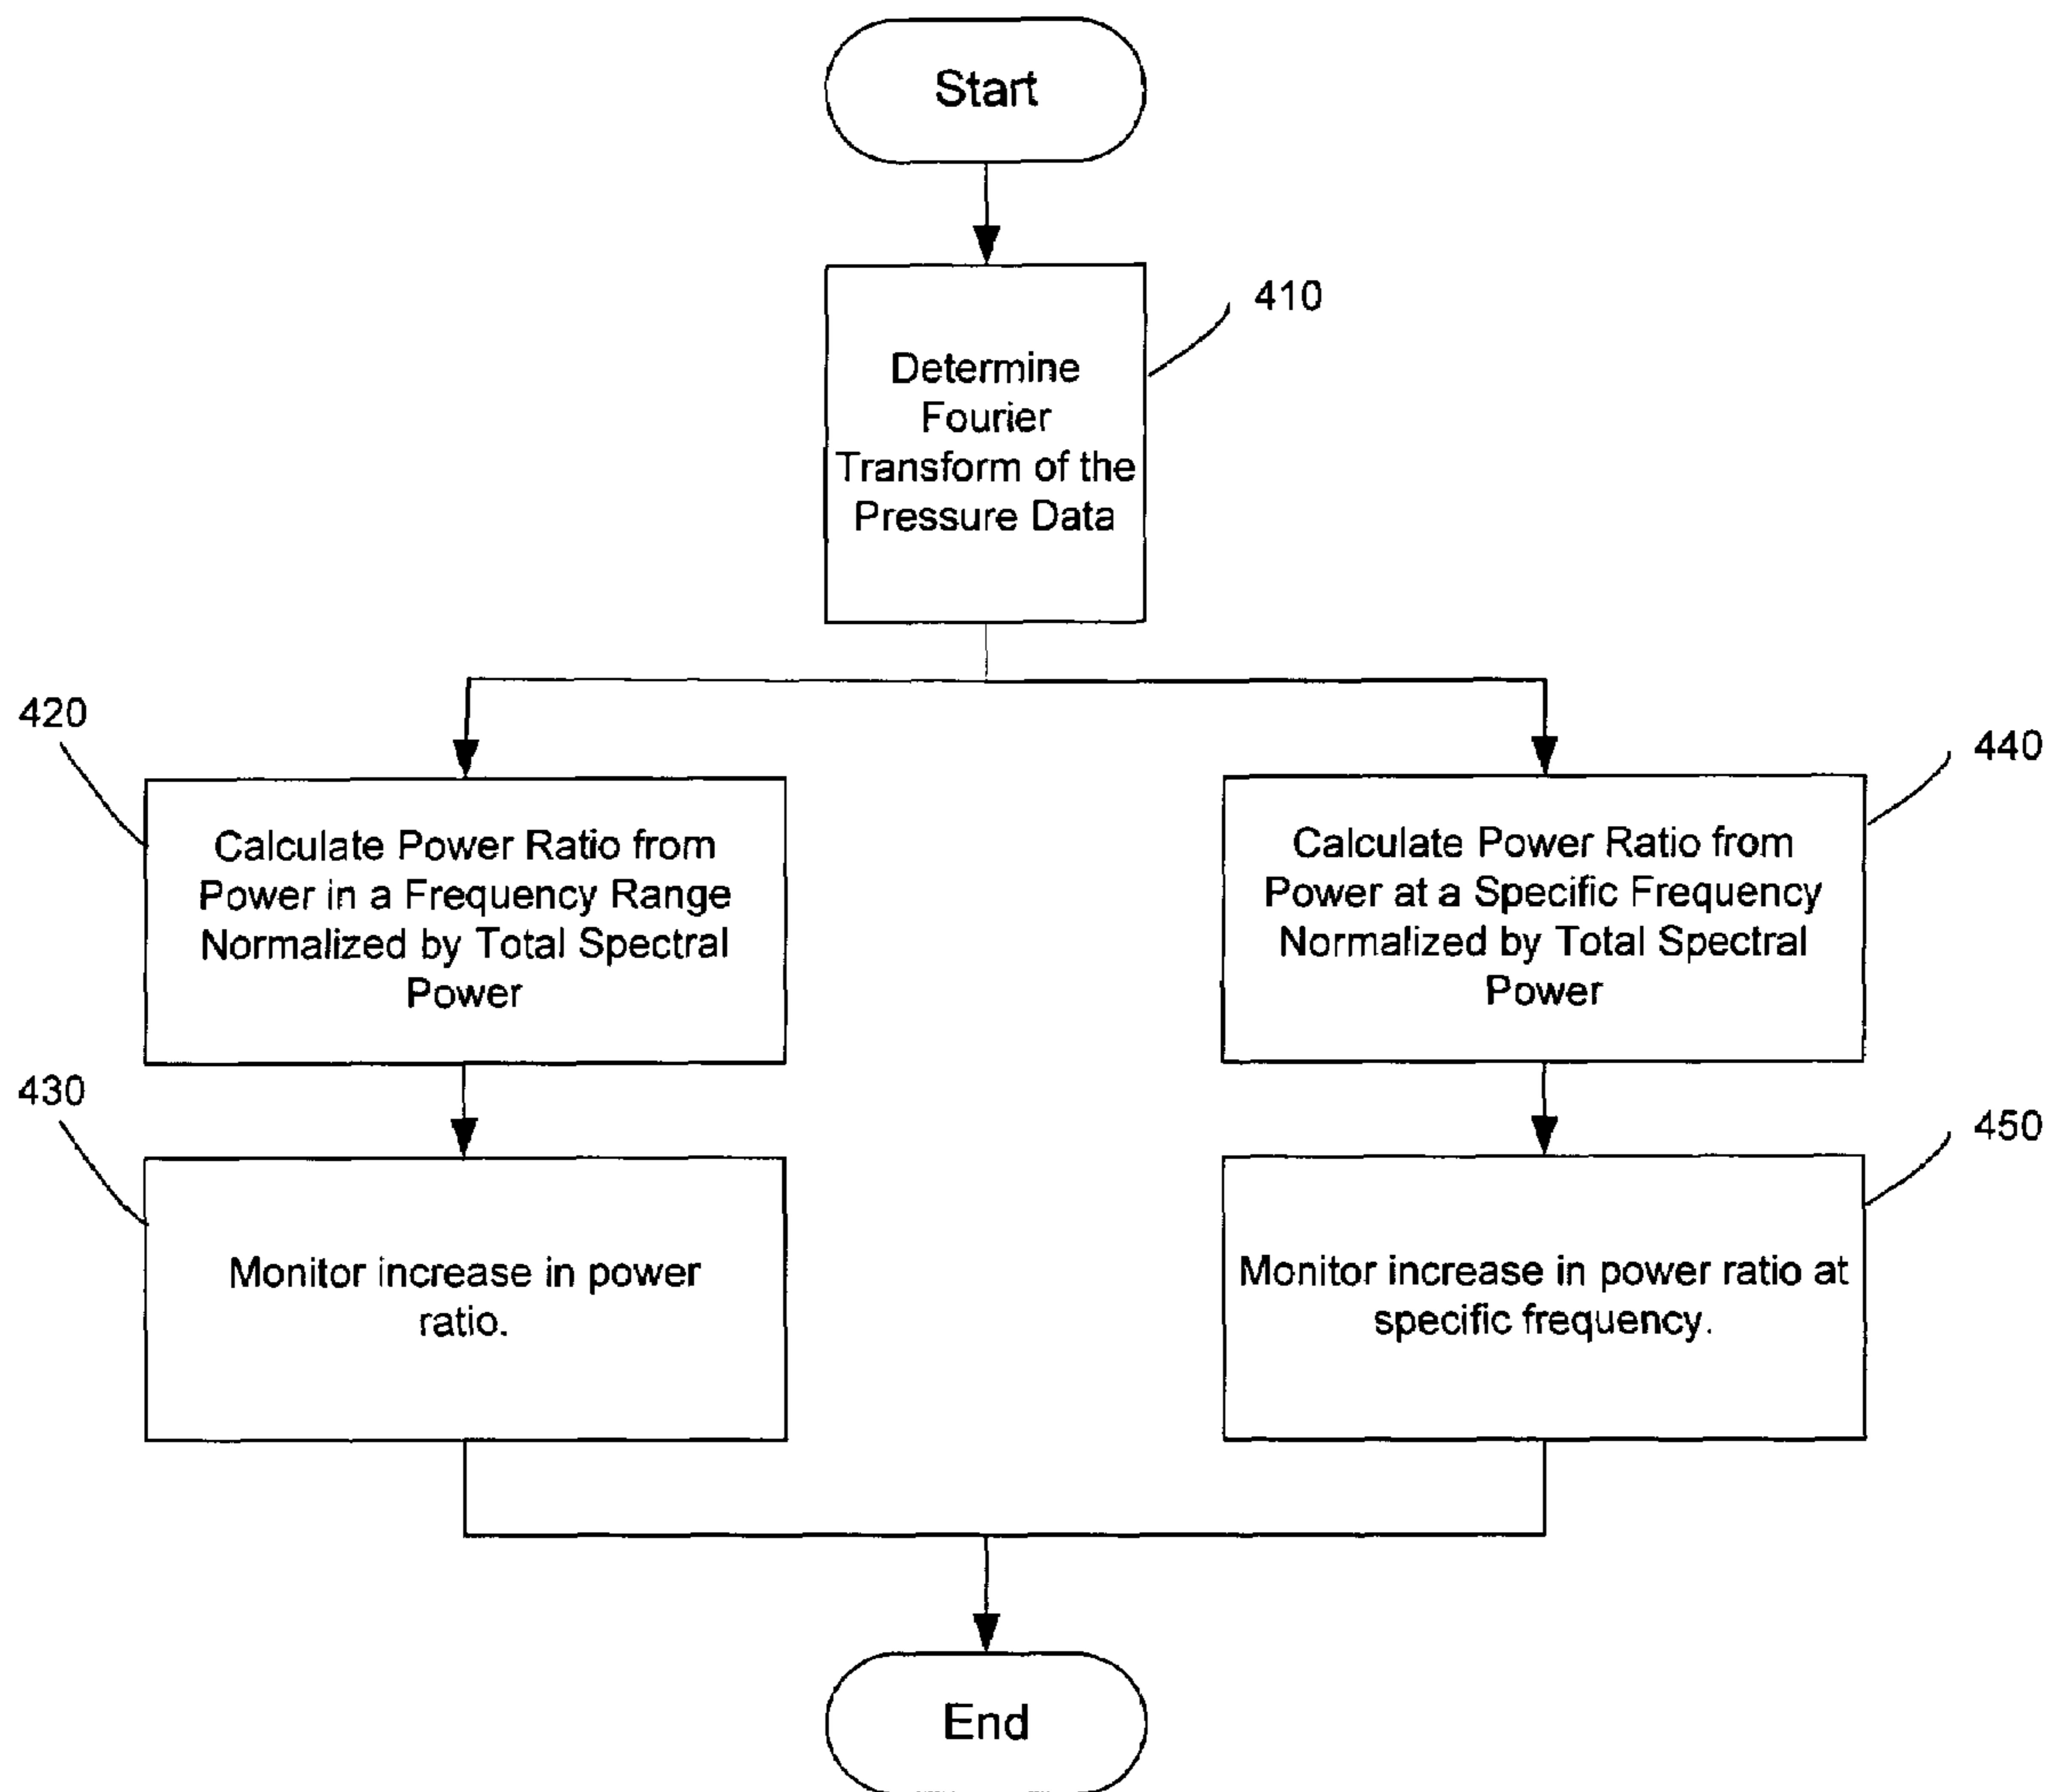 Start
410
Determine
Fourier
Transform of the
Pressure Data
420
Calculate Power Ratio from
Power in a Frequency Range
Normalized by Total Spectral
Power
440
Calculate Power Ratio from
Power at a Specific Frequency
Normalized by Total Spectral
Power
430
Monitor increase in power
ratio.
450
Monitor increase in power ratio at
specific frequency.
End